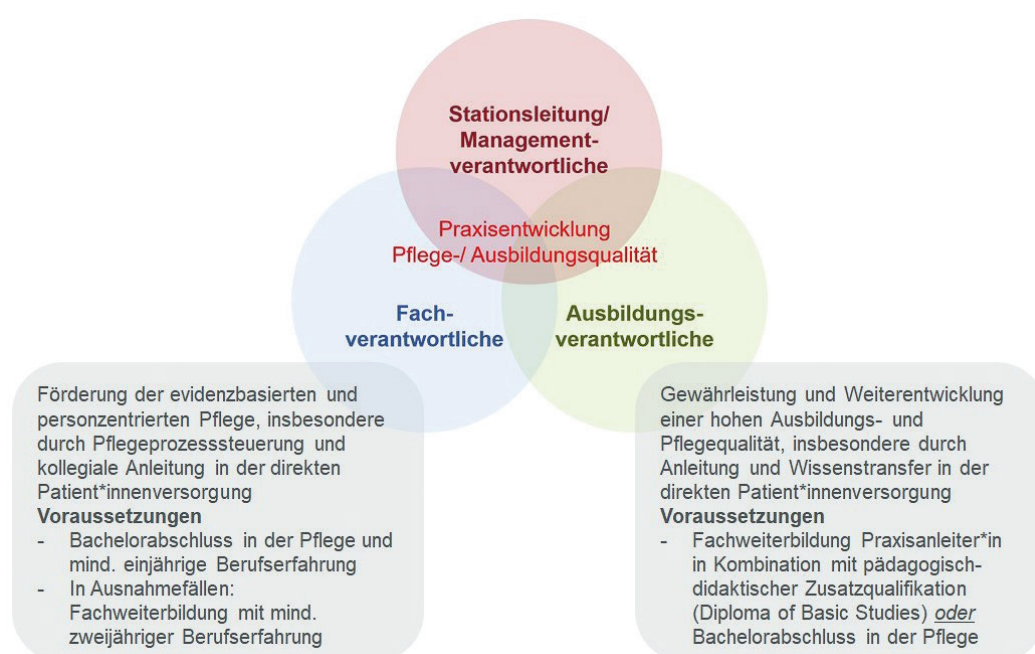 Stationsleitung/
Management-
verantwortliche
Praxisentwicklung
Pflege-/ Ausbildungsqualität
Fach-
verantwortliche
Ausbildungs-
verantwortliche
Förderung der evidenzbasierten und
personzentrierten Pflege, insbesondere
durch Pflegeprozesssteuerung und
kollegiale Anleitung in der direkten
Patient*innenversorgung
Voraussetzungen
- Bachelorabschluss in der Pflege und
mind. einjährige Berufserfahrung
- In Ausnahmefällen:
Fachweiterbildung mit mind.
zweijähriger Berufserfahrung
Gewährleistung und Weiterentwicklung
einer hohen Ausbildungs- und
Pflegequalität, insbesondere durch
Anleitung und Wissenstransfer in der
direkten Patient*innenversorgung
Voraussetzungen
- Fachweiterbildung Praxisanleiter*in
in Kombination mit pädagogisch-
didaktischer Zusatzqualifikation
(Diploma of Basic Studies) oder
Bachelorabschluss in der Pflege